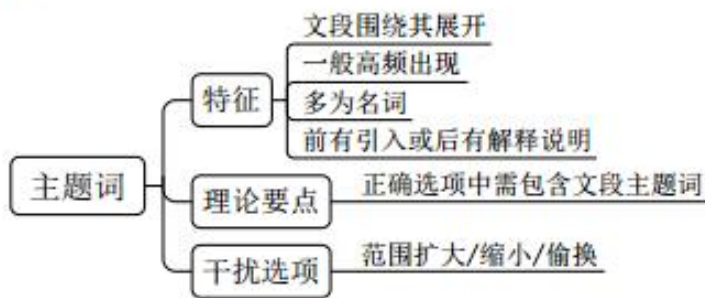 主题词
特征
文段围绕其展开
一般高频出现
多为名词
前有引入或后有解释说明
理论要点
正确选项中需包含文段主题词
干扰选项
范围扩大/缩小/偷换